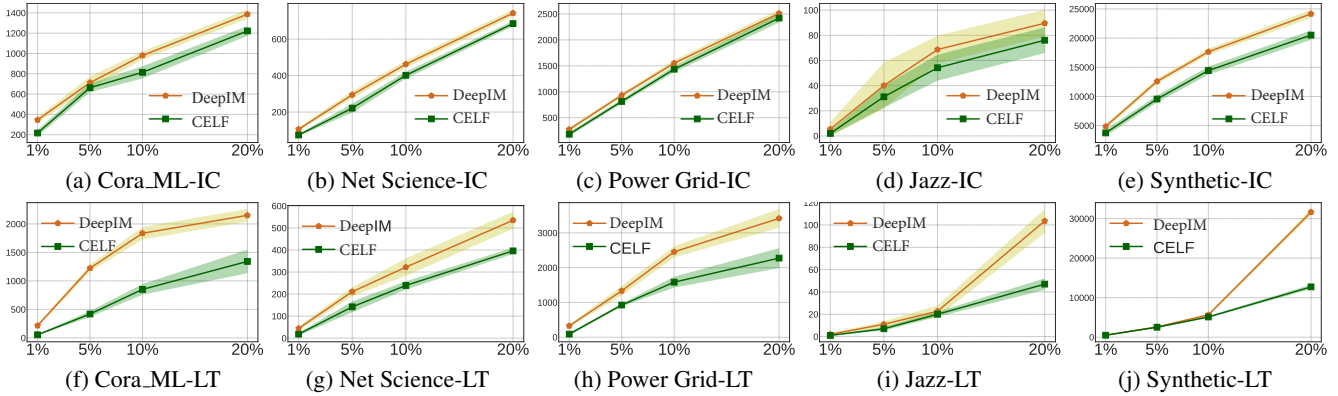 1400
1200
1000
800
600
400
200
DeepIM
CELF
1% 5% 10% 20%
(a) Cora_ML-IC
600
400
200
DeepIM
CELF
1% 5% 10% 20%
(b) Net Science-IC
2500
2000
1500
1000
500
DeepIM
CELF
1% 5% 10% 20%
(c) Power Grid-IC
100
80
60
40
20
0
DeepIM
CELF
1% 5% 10% 20%
(d) Jazz-IC
25000
20000
15000
10000
5000
DeepIM
CELF
1% 5% 10% 20%
(e) Synthetic-IC
2000
1500
1000
500
0
DeepIM
CELF
1% 5% 10% 20%
(f) Cora_ML-LT
600
500
400
300
200
100
0
DeepIM
CELF
1% 5% 10% 20%
(g) Net Science-LT
3000
2000
1000
0
DeepIM
CELF
1% 5% 10% 20%
(h) Power Grid-LT
120
100
80
60
40
20
0
DeepIM
CELF
1% 5% 10% 20%
(i) Jazz-LT
30000
20000
10000
0
DeepIM
CELF
1% 5% 10% 20%
(j) Synthetic-LT